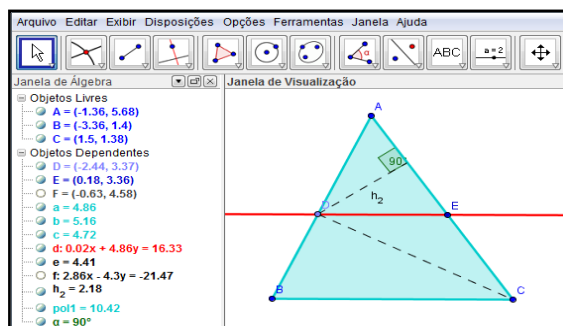 Arquivo Editar Exibir Disposições Opções Ferramentas Janela Ajuda
α
ABC
a = 2
Janela de Álgebra
Janela de Visualização
Objetos Livres
A = (-1.36, 5.68)
B = (-3.36, 1.4)
C = (1.5, 1.38)
Objetos Dependentes
D = (-2.44, 3.37)
E = (0.18, 3.36)
F = (-0.63, 4.58)
a = 4.86
b = 5.16
c = 4.72
d: 0.02x + 4.86y = 16.33
e = 4.41
f: 2.86x - 4.3y = -21.47
h₂ = 2.18
pol1 = 10.42
α = 90°
A
90°
D
h₂
E
B
C